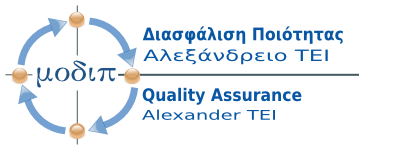 μοδιπ
Διασφάλιση Ποιότητας
Αλεξάνδρειο ΤΕΙ
Quality Assurance
Alexander TEI